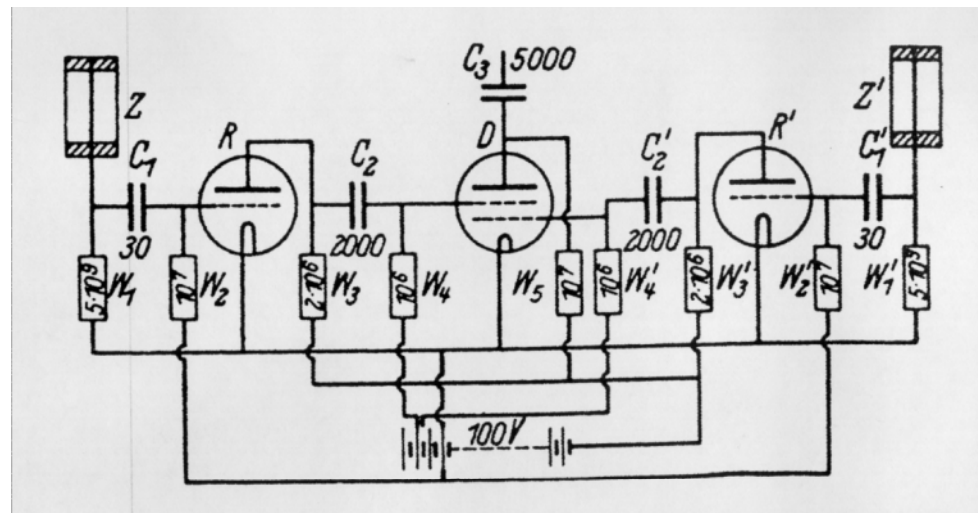 C₃ 5000
Z
Z'
C₁
R
C₂
D
C₂'
R'
C₁'
30
2000
2000
30
5·10⁹ W₁
10⁷ W₂
2·10⁶ W₃
10⁶ W₄
W₅ 10⁷
10⁶ W₄'
2·10⁶ W₃'
W₂' 10⁷
W₁' 5·10⁹
100V